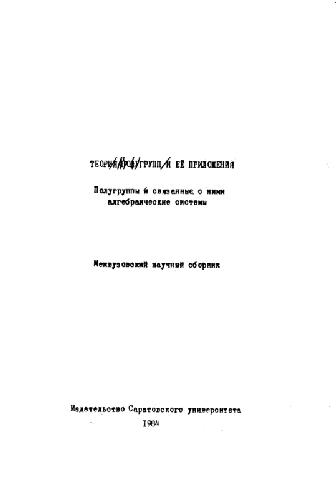 ТЕОРИЯ ПОЛУГРУПП И ЕЁ ПРИЛОЖЕНИЯ
Полугруппы и связанные с ними
алгебраические системы
Межвузовский научный сборник
Издательство Саратовского университета
1984